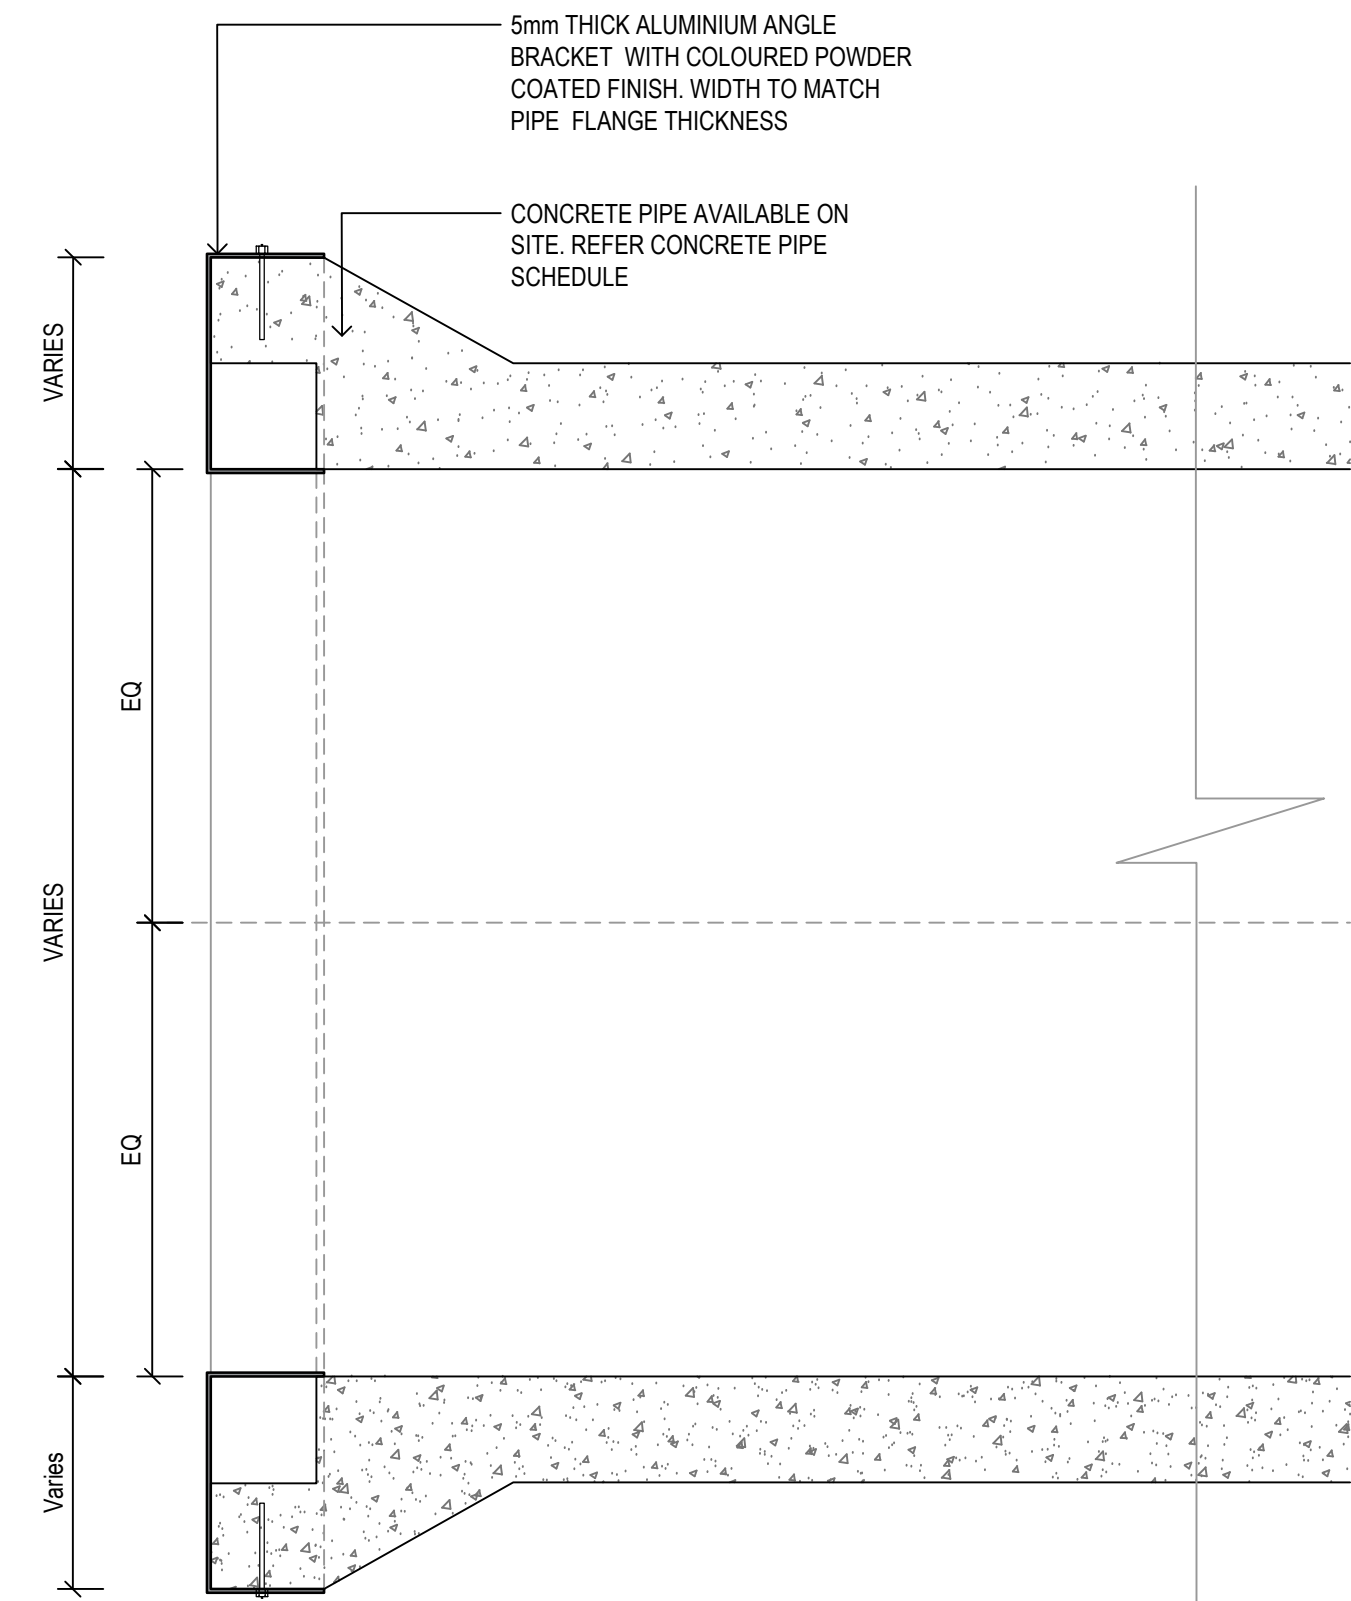 5mm THICK ALUMINIUM ANGLE
BRACKET WITH COLOURED POWDER
COATED FINISH. WIDTH TO MATCH
PIPE FLANGE THICKNESS
CONCRETE PIPE AVAILABLE ON
SITE. REFER CONCRETE PIPE
SCHEDULE
VARIES
EQ
VARIES
EQ
Varies